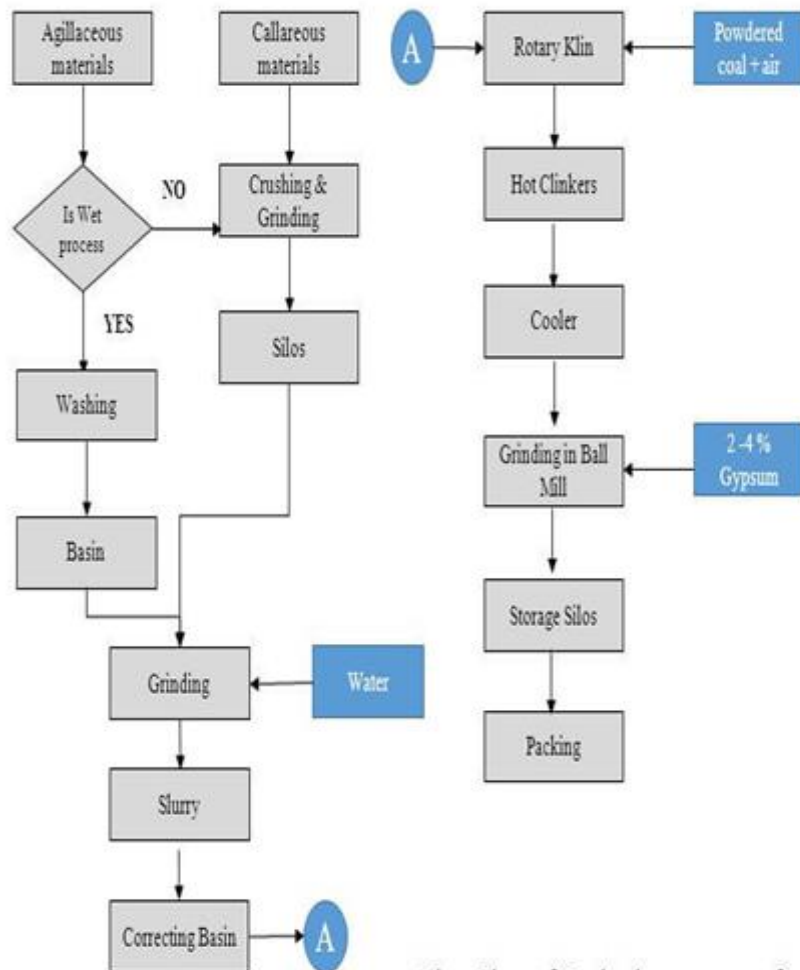 Agillaceous
materials
Callareous
materials
Is Wet
process
NO
YES
Crushing &
Grinding
Silos
Washing
Basin
Grinding
Water
Slurry
Correcting Basin
A
A
Rotary Klin
Powdered
coal + air
Hot Clinkers
Cooler
Grinding in Ball
Mill
2 -4 %
Gypsum
Storage Silos
Packing